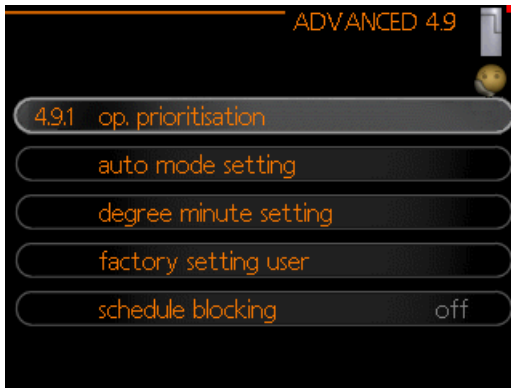 ADVANCED 4.9
4.9.1 op. prioritisation
auto mode setting
degree minute setting
factory setting user
schedule blocking off